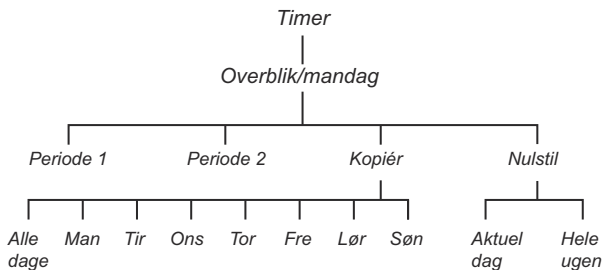 Timer
Overblik/mandag
Periode 1 Periode 2 Kopiér Nulstil
Alle Man Tir Ons Tor Fre Lør Søn Aktuel Hele
dage dag ugen